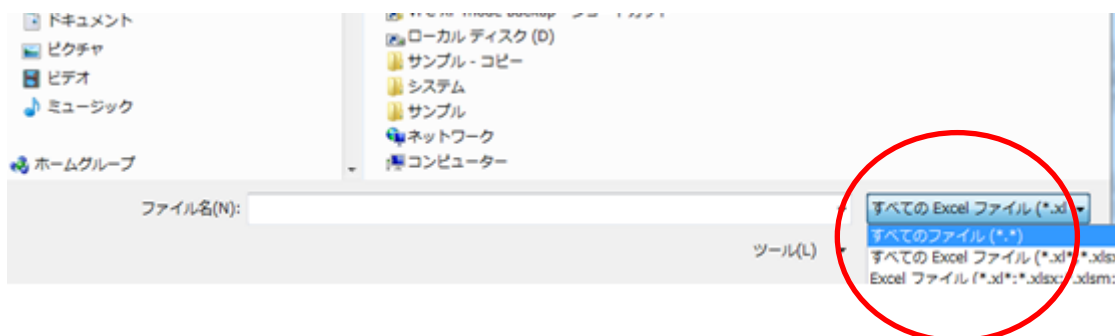 ドキュメント
ピクチャ
ビデオ
ミュージック
ホームグループ
ローカル ディスク (D)
サンプル - コピー
システム
サンプル
ネットワーク
コンピューター
ファイル名(N):
すべての Excel ファイル (*.xl
すべてのファイル (*.*)
ツール(L)
すべての Excel ファイル (*.xl*:*.xlsx
Excel ファイル (*.xl*:*.xlsx:*.xlsm: